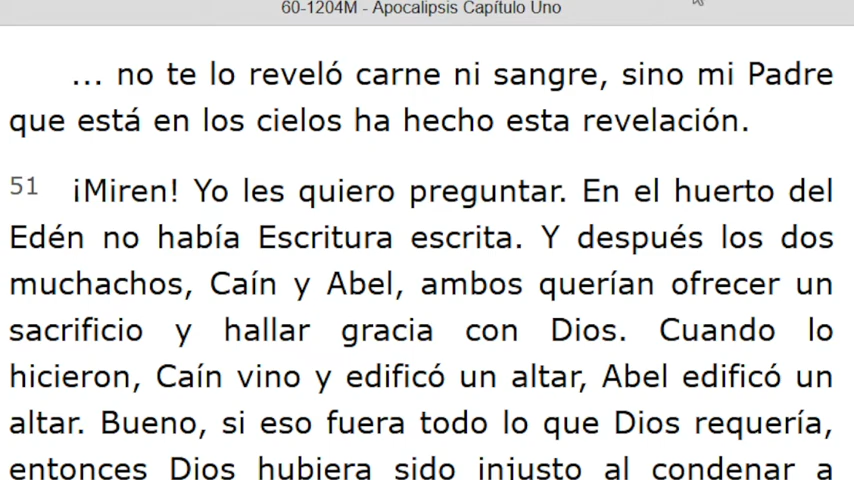 60-1204M - Apocalipsis Capítulo Uno
... no te lo reveló carne ni sangre, sino mi Padre
que está en los cielos ha hecho esta revelación.
51 ¡Miren! Yo les quiero preguntar. En el huerto del
Edén no había Escritura escrita. Y después los dos
muchachos, Caín y Abel, ambos querían ofrecer un
sacrificio y hallar gracia con Dios. Cuando lo
hicieron, Caín vino y edificó un altar, Abel edificó un
altar. Bueno, si eso fuera todo lo que Dios requería,
entonces Dios hubiera sido injusto al condenar a